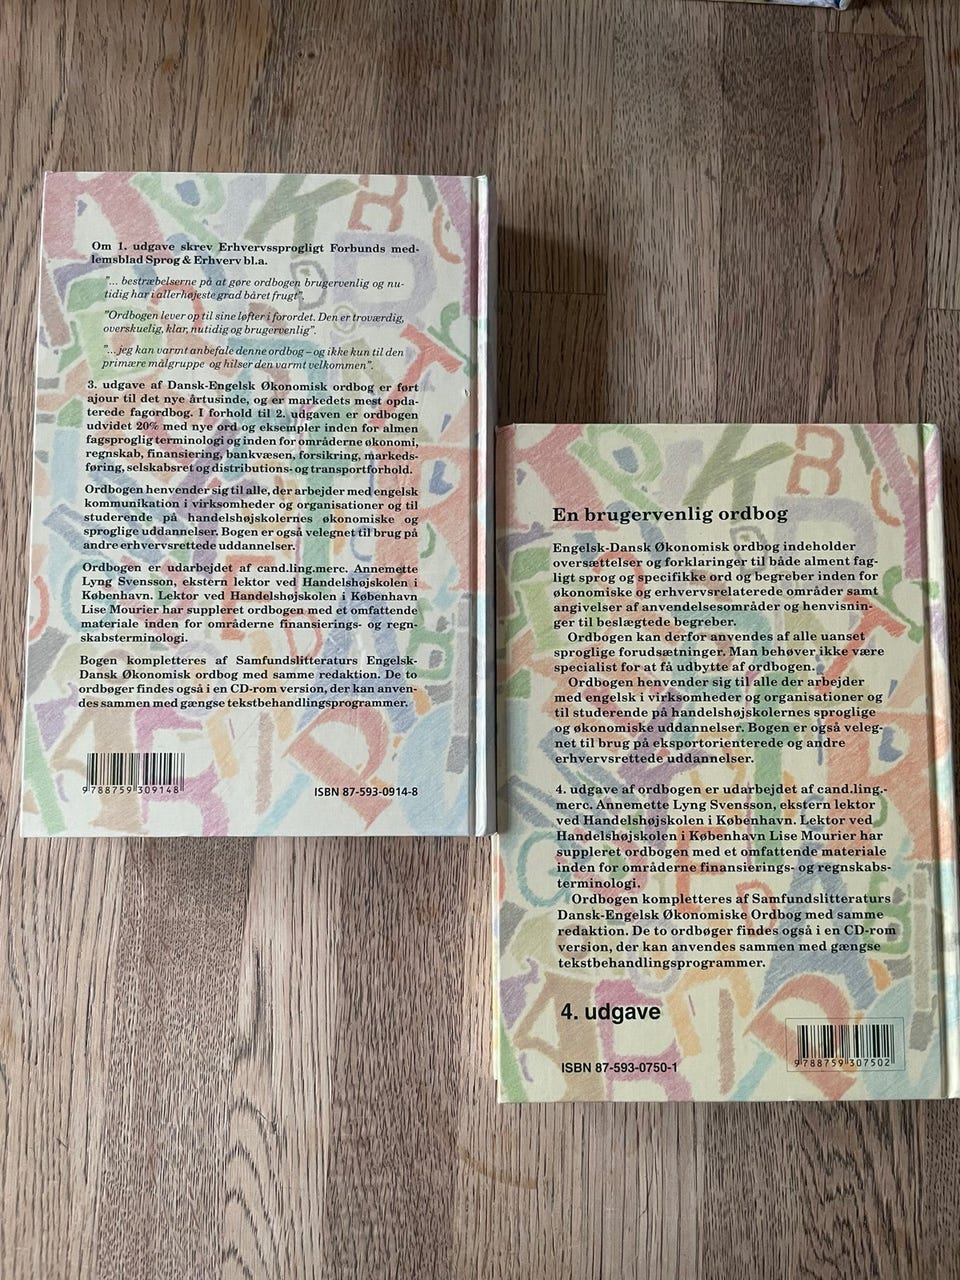 Om 1. udgave skrev Erhvervssprogligt Forbunds med-
lemsblad Sprog & Erhverv bl.a.
"... bestræbelserne på at gøre ordbogen brugervenlig og nu-
tidig har i allerhøjeste grad båret frugt".
"Ordbogen lever op til sine løfter i forordet. Den er troværdig,
overskuelig, klar, nutidig og brugervenlig".
"... jeg kan varmt anbefale denne ordbog – og ikke kun til den
primære målgruppe og hilser den varmt velkommen".
3. udgave af Dansk-Engelsk Økonomisk ordbog er ført
ajour til det nye årtusinde, og er markedets mest opda-
terede fagordbog. I forhold til 2. udgaven er ordbogen
udvidet 20% med nye ord og eksempler inden for almen
fagsproglig terminologi og inden for områderne økonomi,
regnskab, finansiering, bankvæsen, forsikring, markeds-
føring, selskabsret og distributions- og transportforhold.
Ordbogen henvender sig til alle, der arbejder med engelsk
kommunikation i virksomheder og organisationer og til
studerende på handelshøjskolernes økonomiske og
sproglige uddannelser. Bogen er også velegnet til brug på
andre erhvervsrettede uddannelser.
Ordbogen er udarbejdet af cand.ling.merc. Annemette
Lyng Svensson, ekstern lektor ved Handelshøjskolen i
København. Lektor ved Handelshøjskolen i København
Lise Mourier har suppleret ordbogen med et omfattende
materiale inden for områderne finansierings- og regn-
skabsterminologi.
Bogen kompletteres af Samfundslitteraturs Engelsk-
Dansk Økonomisk ordbog med samme redaktion. De to
ordbøger findes også i en CD-rom version, der kan anven-
des sammen med gængse tekstbehandlingsprogrammer.
9 788759 309148
ISBN 87-593-0914-8
En brugervenlig ordbog
Engelsk-Dansk Økonomisk ordbog indeholder
oversættelser og forklaringer til både alment fag-
ligt sprog og specifikke ord og begreber inden for
økonomiske og erhvervsrelaterede områder samt
angivelser af anvendelsesområder og henvisnin-
ger til beslægtede begreber.
Ordbogen kan derfor anvendes af alle uanset
sproglige forudsætninger. Man behøver ikke være
specialist for at få udbytte af ordbogen.
Ordbogen henvender sig til alle der arbejder
med engelsk i virksomheder og organisationer og
til studerende på handelshøjskolernes sproglige
og økonomiske uddannelser. Bogen er også veleg-
net til brug på eksportorienterede og andre
erhvervsrettede uddannelser.
4. udgave af ordbogen er udarbejdet af cand.ling.-
merc. Annemette Lyng Svensson, ekstern lektor
ved Handelshøjskolen i København. Lektor ved
Handelshøjskolen i København Lise Mourier har
suppleret ordbogen med et omfattende materiale
inden for områderne finansierings- og regnskabs-
terminologi.
Ordbogen kompletteres af Samfundslitteraturs
Dansk-Engelsk Økonomiske Ordbog med samme
redaktion. De to ordbøger findes også i en CD-rom
version, der kan anvendes sammen med gængse
tekstbehandlingsprogrammer.
4. udgave
ISBN 87-593-0750-1
9 788759 307502